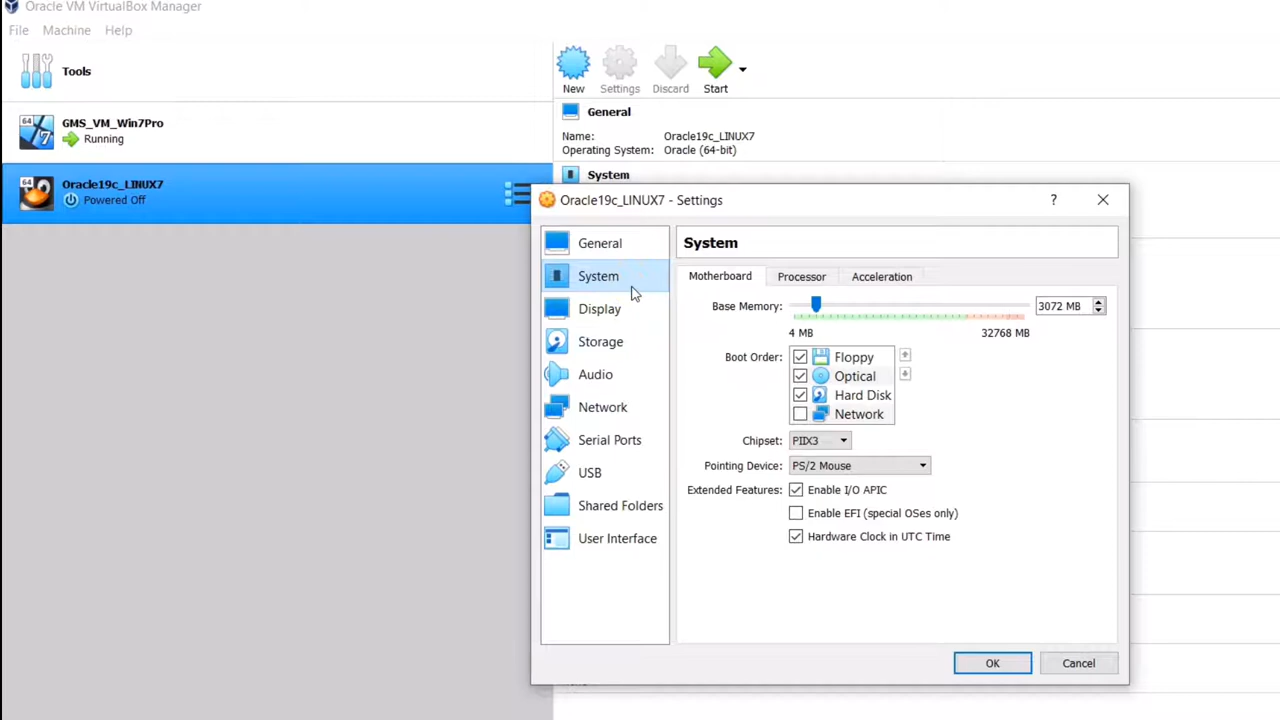 Oracle VM VirtualBox Manager
File Machine Help
Tools
New Settings Discard Start
64
7
GMS_VM_Win7Pro
Running
64
Oracle19c_LINUX7
Powered Off
General
Name: Oracle19c_LINUX7
Operating System: Oracle (64-bit)
System
Oracle19c_LINUX7 - Settings
?
General
System
Display
Storage
Audio
Network
Serial Ports
USB
Shared Folders
User Interface
System
Motherboard Processor Acceleration
Base Memory: 3072 MB
4 MB 32768 MB
Boot Order: Floppy
Optical
Hard Disk
Network
Chipset: PIIX3
Pointing Device: PS/2 Mouse
Extended Features: Enable I/O APIC
Enable EFI (special OSes only)
Hardware Clock in UTC Time
OK Cancel